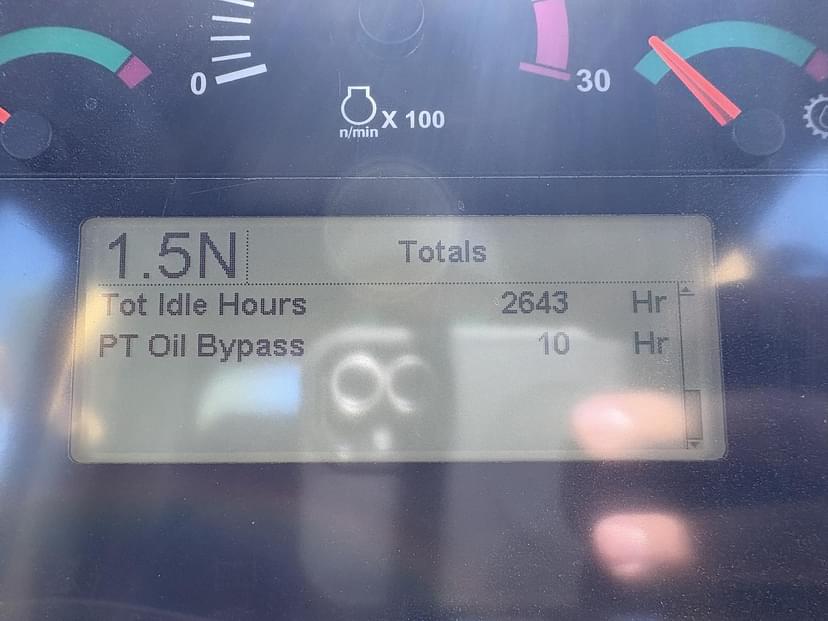 0
30
n/min X 100
1.5N Totals
Tot Idle Hours 2643 Hr
PT Oil Bypass 10 Hr